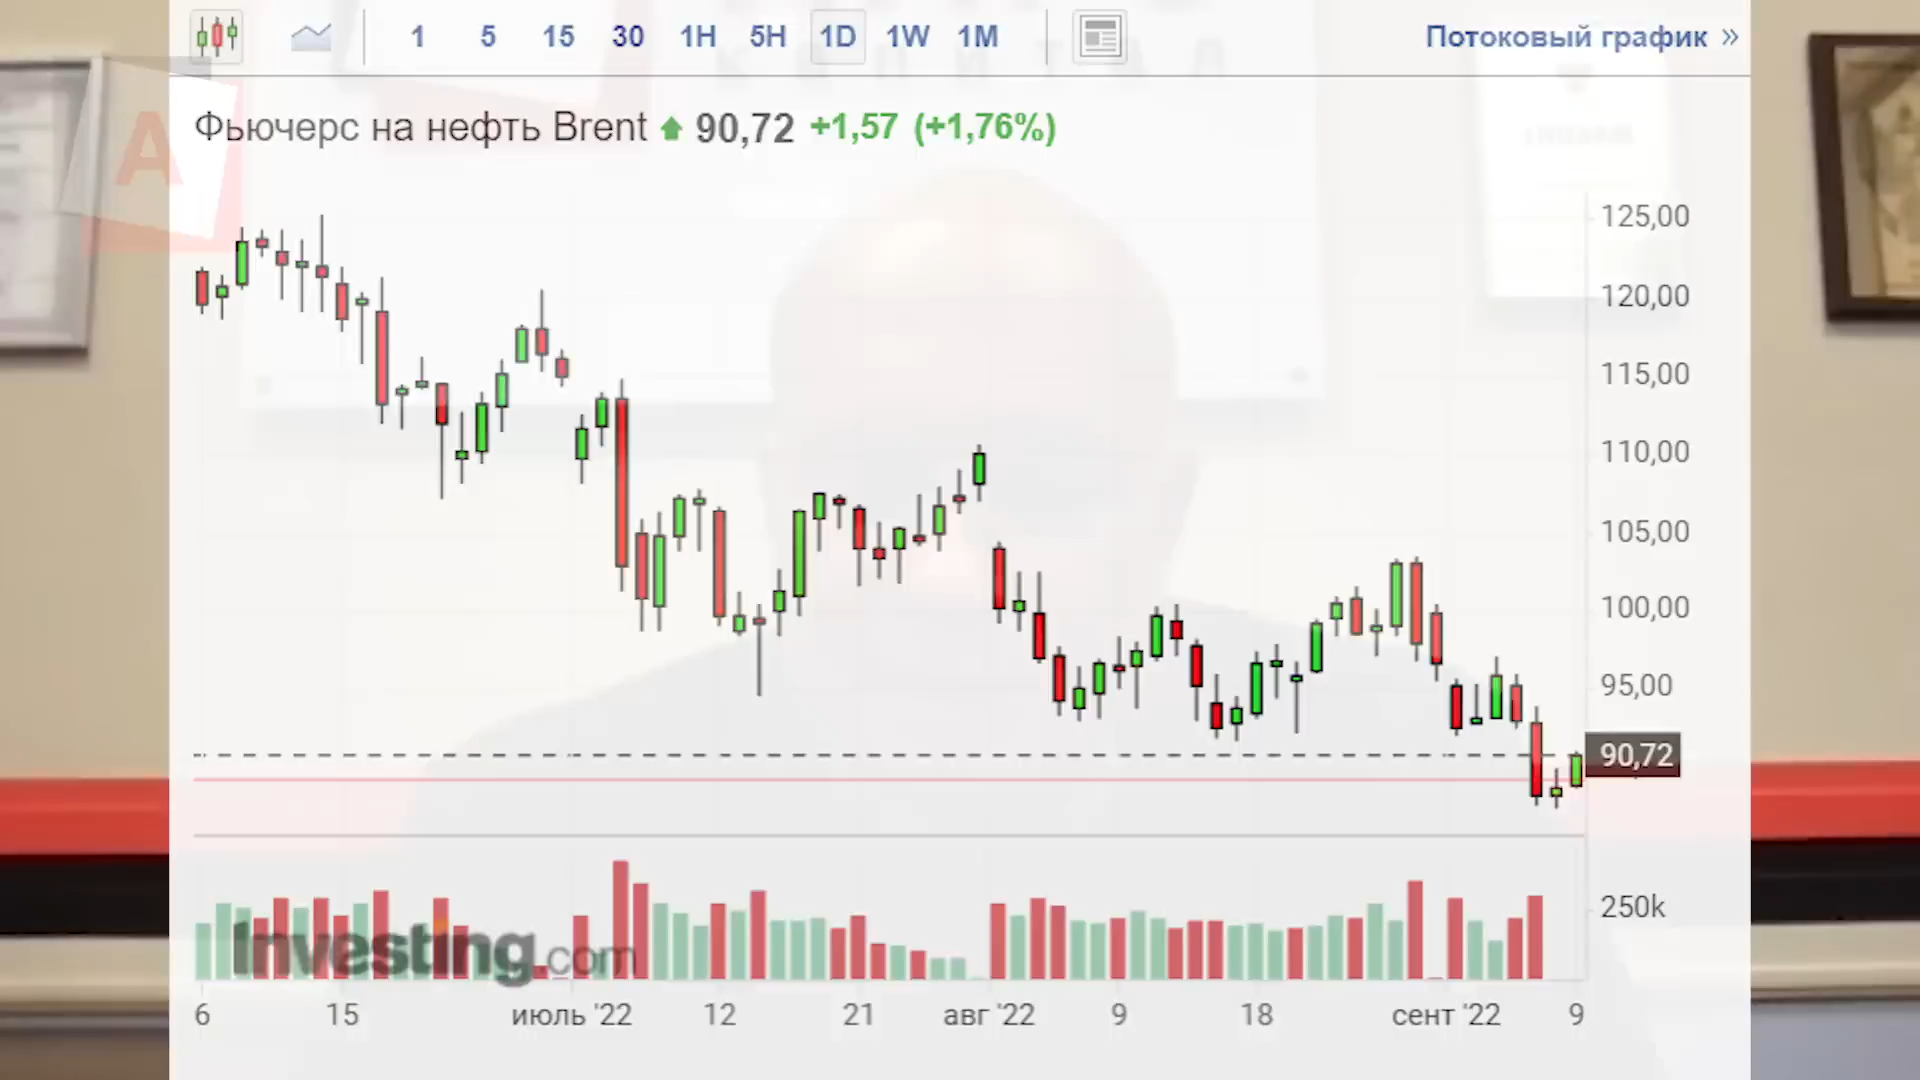 1 5 15 30 1H 5H 1D 1W 1M Потоковый график »
A
Фьючерс на нефть Brent 90,72 +1,57 (+1,76%)
125,00
120,00
115,00
110,00
105,00
100,00
95,00
90,72
250k
Investing.com
6 15 июль '22 12 21 авг '22 9 18 сент '22 9